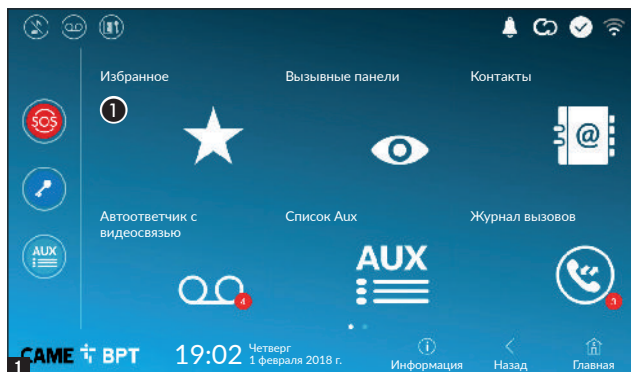 Избранное
Вызывные панели
Контакты
1
SOS
@
Автоответчик с
видеосвязью
Список Aux
Журнал вызовов
AUX
AUX
4
3
1
CAME BPT
19:02
Четверг
1 февраля 2018 г.
Информация
Назад
Главная